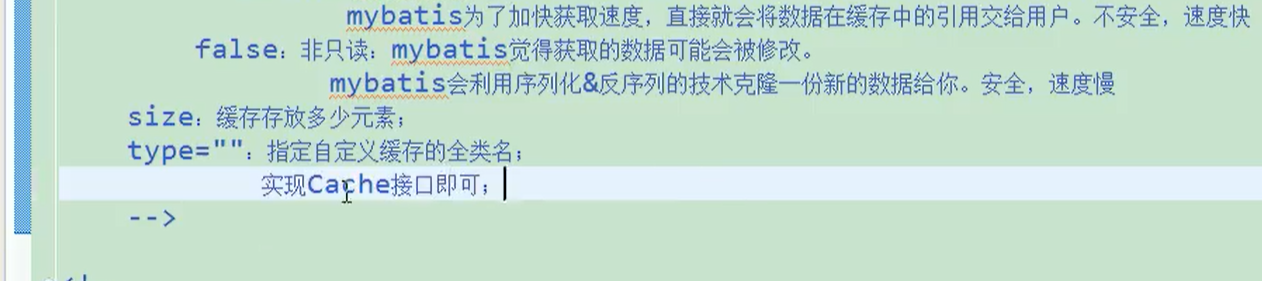 mybatis为了加快获取速度，直接就会将数据在缓存中的引用交给用户。不安全，速度快
false：非只读：mybatis觉得获取的数据可能会被修改。
mybatis会利用序列化&反序列的技术克隆一份新的数据给你。安全，速度慢
size：缓存存放多少元素；
type=""：指定自定义缓存的全类名；
实现Cache接口即可；
-->